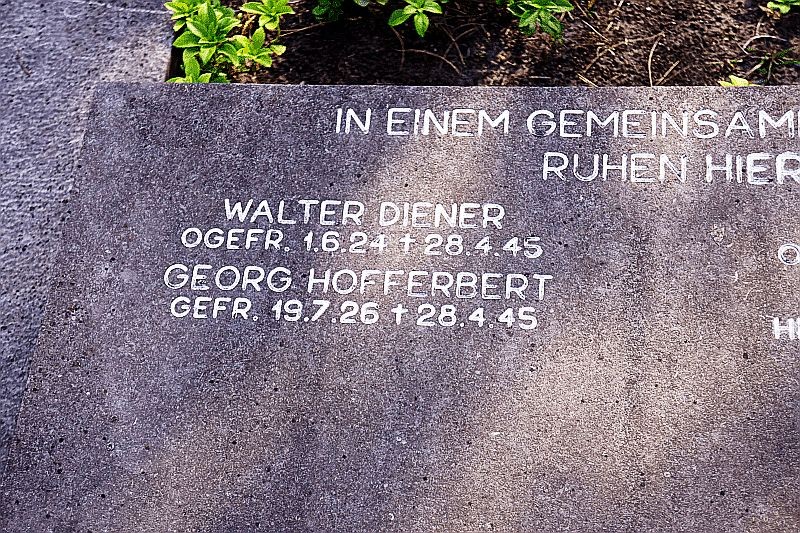 IN EINEM GEMEINSAM
RUHEN HIER
WALTER DIENER
OGEFR. 1.6.24 † 28.4.45
GEORG HOFFERBERT
GEFR. 19.7.26 † 28.4.45